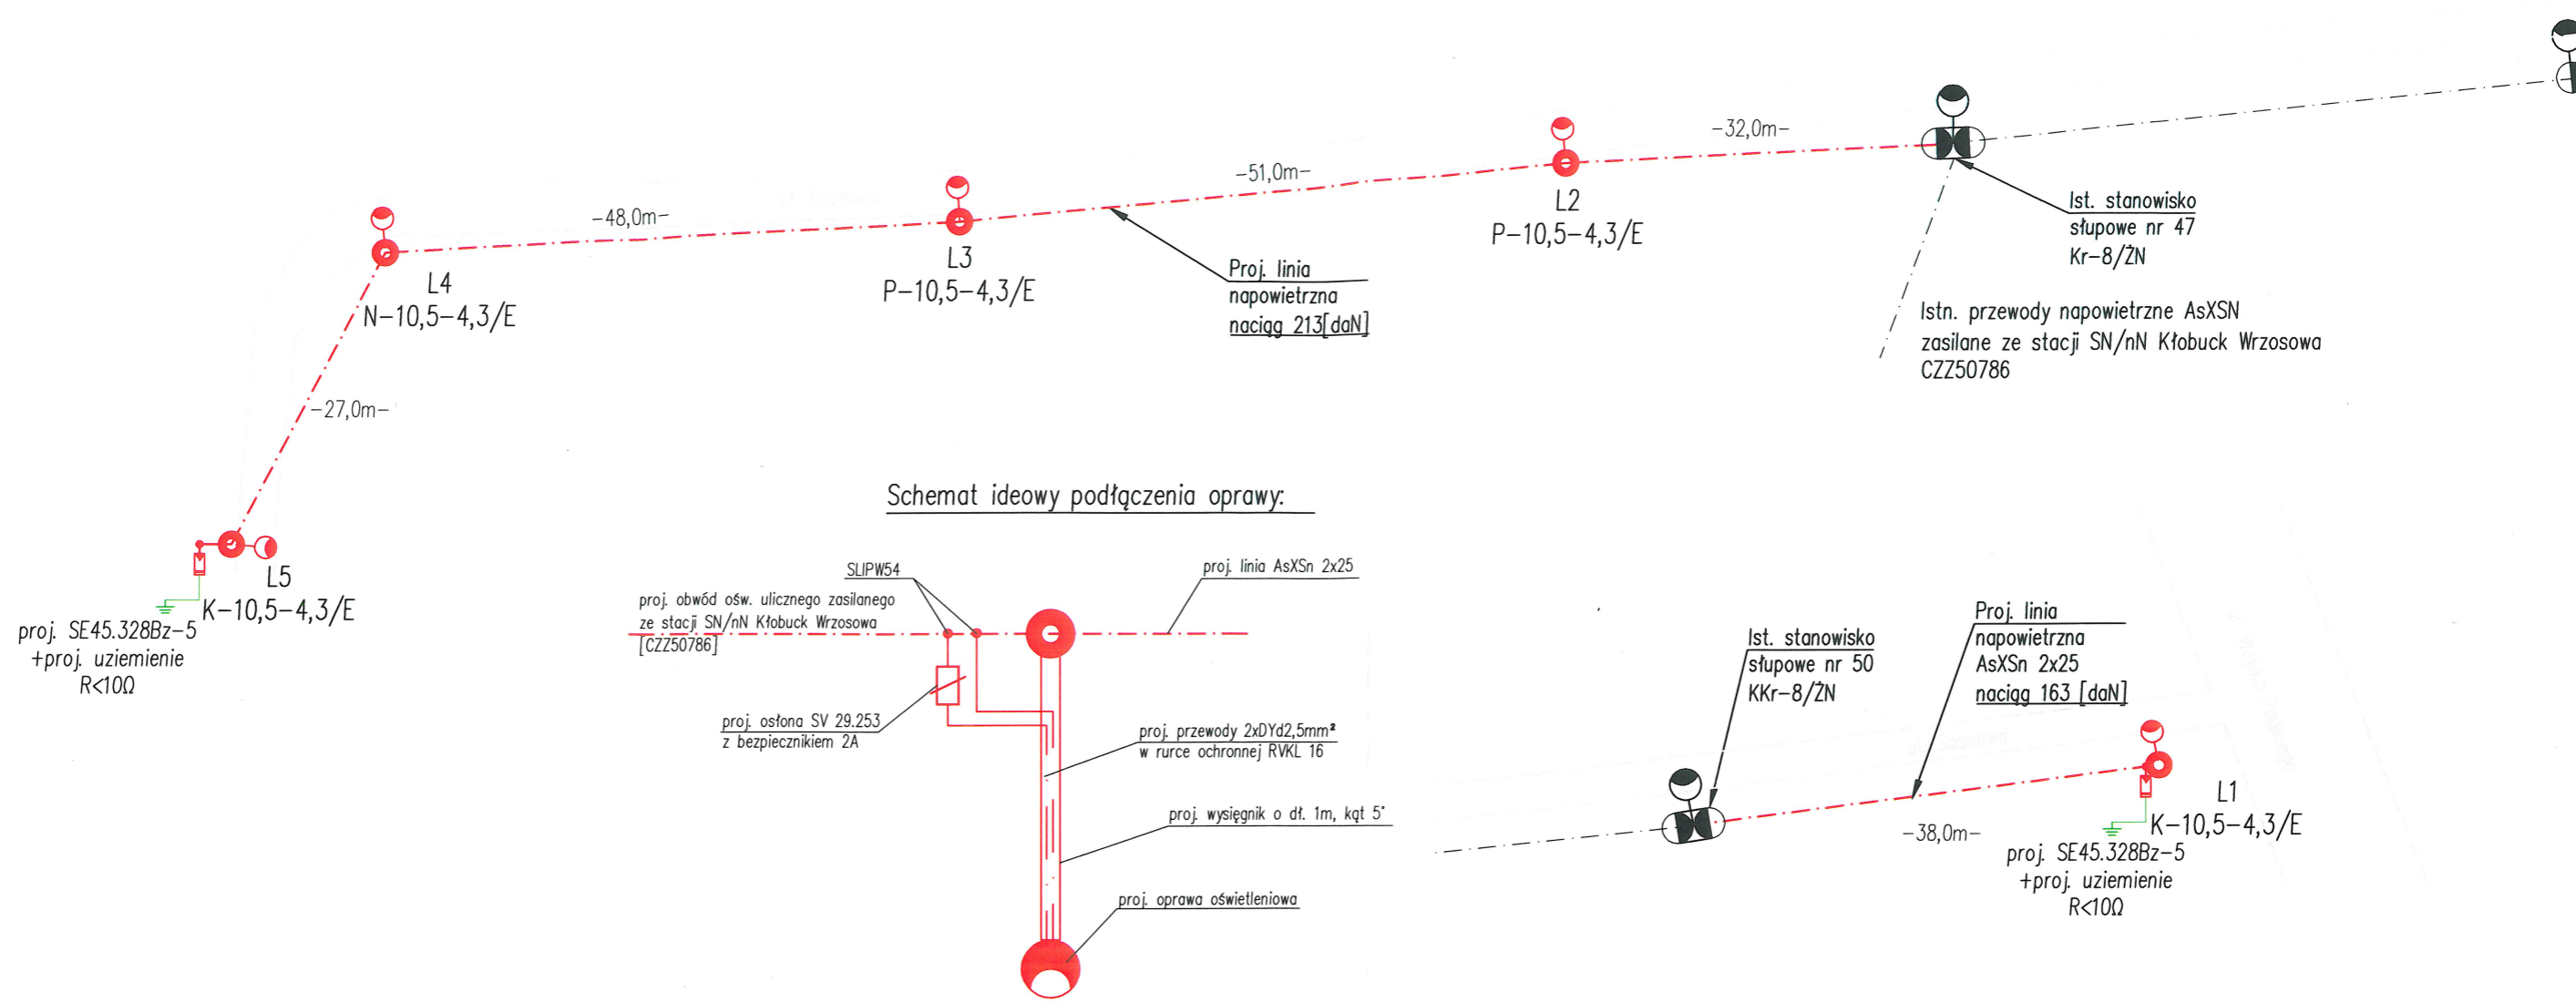 -32,0m-
-51,0m-
-48,0m-
L2
P-10,5-4,3/E
Ist. stanowisko
słupowe nr 47
Kr-8/ŻN
L3
P-10,5-4,3/E
Proj. linia
napowietrzna
naciąg 213[daN]
L4
N-10,5-4,3/E
Istn. przewody napowietrzne AsXSN
zasilane ze stacji SN/nN Kłobuck Wrzosowa
CZZ50786
-27,0m-
L5
K-10,5-4,3/E
proj. SE45.328Bz-5
+proj. uziemienie
R<10Ω
Schemat ideowy podłączenia oprawy:
SLIPW54
proj. linia AsXSn 2x25
proj. obwód ośw. ulicznego zasilanego
ze stacji SN/nN Kłobuck Wrzosowa
[CZZ50786]
proj. osłona SV 29.253
z bezpiecznikiem 2A
proj. przewody 2xDYd2,5mm²
w rurce ochronnej RVKL 16
proj. wysięgnik o dł. 1m, kąt 5°
proj. oprawa oświetleniowa
Ist. stanowisko
słupowe nr 50
KKr-8/ŻN
Proj. linia
napowietrzna
AsXSn 2x25
naciąg 163 [daN]
-38,0m-
L1
K-10,5-4,3/E
proj. SE45.328Bz-5
+proj. uziemienie
R<10Ω